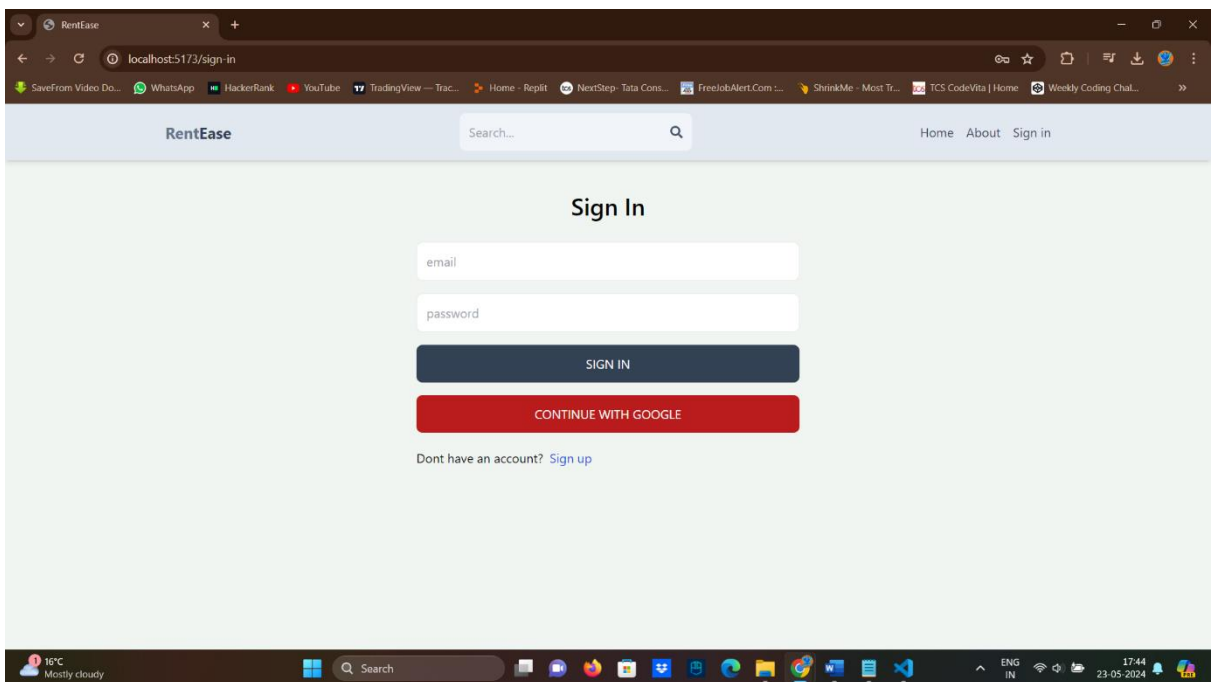 RentEase
localhost:5173/sign-in
SaveFrom Video Do... WhatsApp HackerRank YouTube TradingView — Trac... Home - Replit NextStep- Tata Cons... FreeJobAlert.Com :... ShrinkMe - Most Tr... TCS CodeVita | Home Weekly Coding Chal... »
RentEase Search... Home About Sign in
Sign In
email
password
SIGN IN
CONTINUE WITH GOOGLE
Dont have an account? Sign up
1 16°C Search ENG 17:44
Mostly cloudy IN 23-05-2024